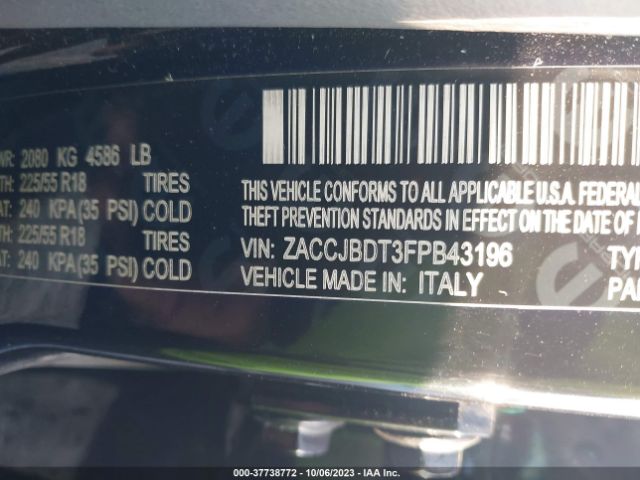 WR: 2080 KG 4586 LB
TH: 225/55 R18 TIRES
AT: 240 KPA(35 PSI) COLD
TH: 225/55 R18 TIRES
AT: 240 KPA(35 PSI) COLD
THIS VEHICLE CONFORMS TO ALL APPLICABLE U.S.A. FEDERAL
THEFT PREVENTION STANDARDS IN EFFECT ON THE DATE OF
VIN: ZACCJBDT3FPB43196 TYP
VEHICLE MADE IN: ITALY PA
000-37738772 - 10/06/2023 - IAA Inc.